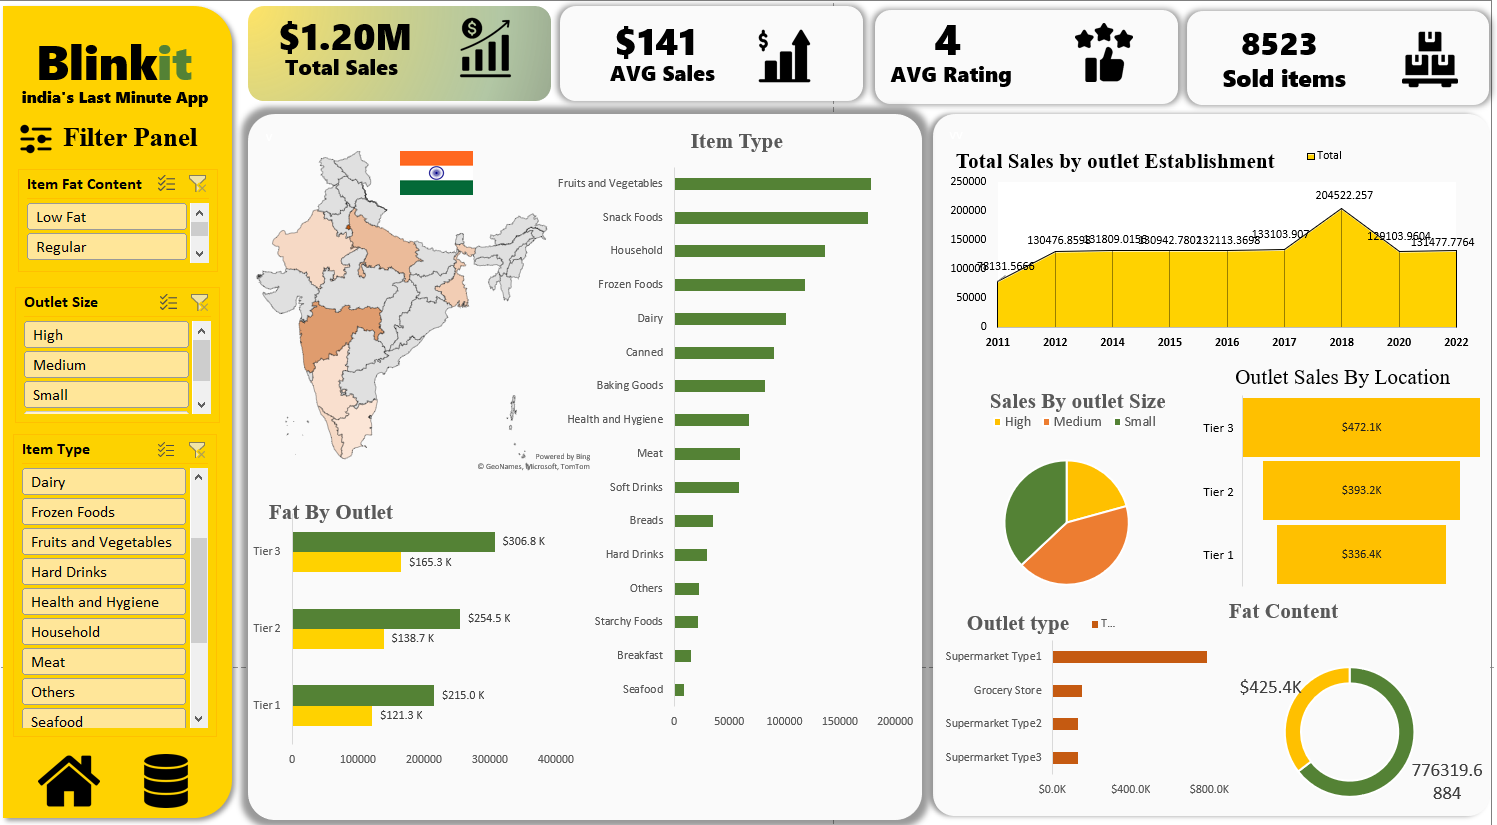 Blinkit
india's Last Minute App
Filter Panel
Item Fat Content
Low Fat
Regular
Outlet Size
High
Medium
Small
Item Type
Dairy
Frozen Foods
Fruits and Vegetables
Hard Drinks
Health and Hygiene
Household
Meat
Others
Seafood
$1.20M
Total Sales
$
$141
AVG Sales
$
4
AVG Rating
8523
Sold items
Powered by Bing
© GeoNames, Microsoft, TomTom
Item Type
Fruits and Vegetables
Snack Foods
Household
Frozen Foods
Dairy
Canned
Baking Goods
Health and Hygiene
Meat
Soft Drinks
Breads
Hard Drinks
Others
Starchy Foods
Breakfast
Seafood
0 50000 100000 150000 200000
Fat By Outlet
Tier 3
$306.8 K
$165.3 K
Tier 2
$254.5 K
$138.7 K
Tier 1
$215.0 K
$121.3 K
0 100000 200000 300000 400000
Total Sales by outlet Establishment
Total
250000
200000
150000
100000
50000
0
78131.5666
130476.8598
131809.0156
130942.7802
132113.3698
133103.907
204522.257
129103.9604
131477.7764
2011 2012 2014 2015 2016 2017 2018 2020 2022
Sales By outlet Size
High Medium Small
Outlet Sales By Location
Tier 3
$472.1K
Tier 2
$393.2K
Tier 1
$336.4K
Outlet type
T...
Supermarket Type1
Grocery Store
Supermarket Type2
Supermarket Type3
$0.0K $400.0K $800.0K
Fat Content
$425.4K
776319.6
884